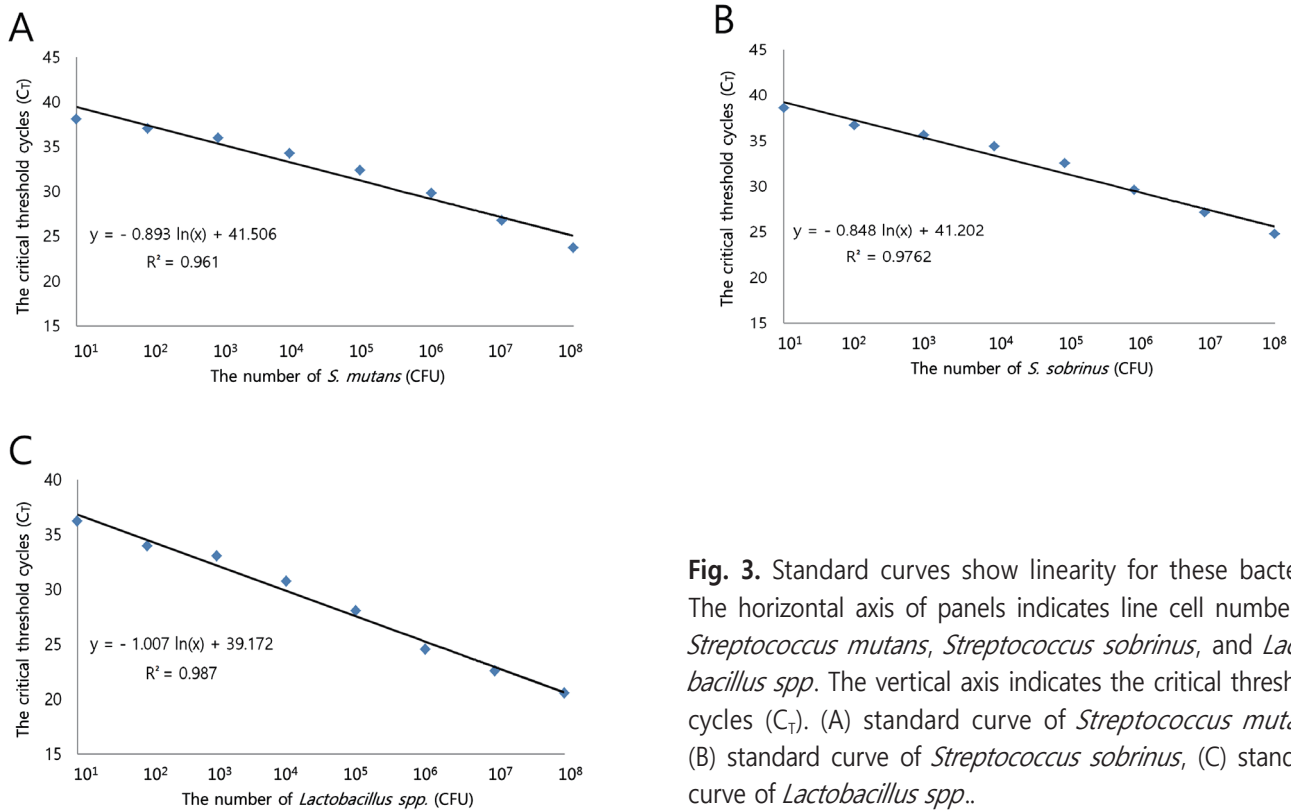 A
The critical threshold cycles (CT)
45
40
35
30
25
20
15
y = - 0.893 ln(x) + 41.506
R² = 0.961
10¹ 10² 10³ 10⁴ 10⁵ 10⁶ 10⁷ 10⁸
The number of S. mutans (CFU)
B
The critical threshold cycles (CT)
45
40
35
30
25
20
15
y = - 0.848 ln(x) + 41.202
R² = 0.9762
10¹ 10² 10³ 10⁴ 10⁵ 10⁶ 10⁷ 10⁸
The number of S. sobrinus (CFU)
C
The critical threshold cycles (CT)
40
35
30
25
20
15
y = - 1.007 ln(x) + 39.172
R² = 0.987
10¹ 10² 10³ 10⁴ 10⁵ 10⁶ 10⁷ 10⁸
The number of Lactobacillus spp. (CFU)
Fig. 3. Standard curves show linearity for these bacte
The horizontal axis of panels indicates line cell number
Streptococcus mutans, Streptococcus sobrinus, and Lac
bacillus spp. The vertical axis indicates the critical thresh
cycles (CT). (A) standard curve of Streptococcus muta
(B) standard curve of Streptococcus sobrinus, (C) stand
curve of Lactobacillus spp..